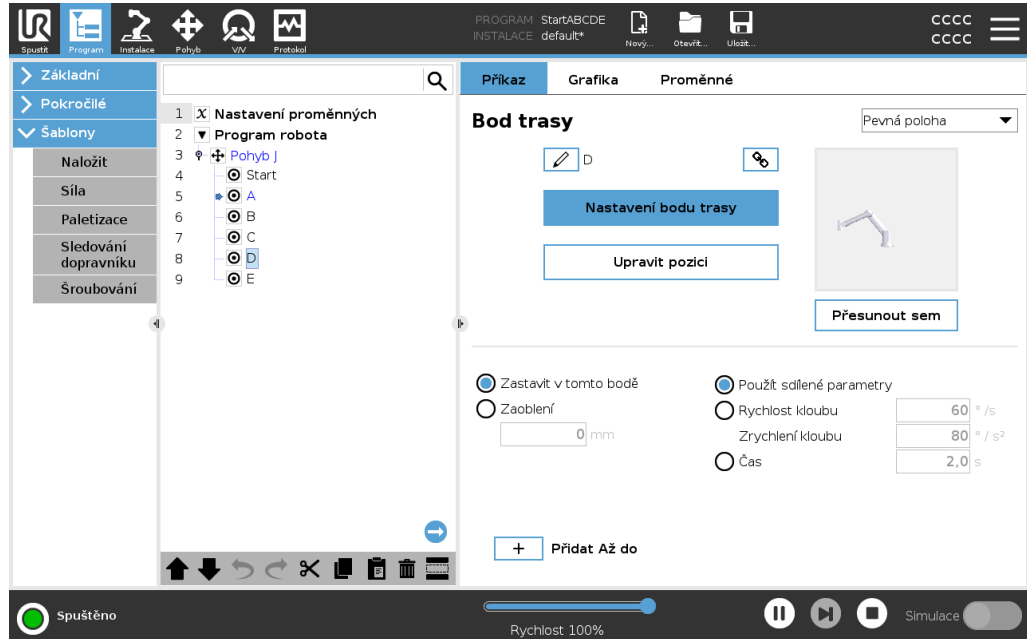 PROGRAM StartABCDE
INSTALACE default*
Spustit
Program
Instalace
Pohyb
V/V
Protokol
Nový...
Otevřít...
Uložit...
CCCC
CCCC
Základní
Pokročilé
Šablony
Naložit
Síla
Paletizace
Sledování
dopravníku
Šroubování
1 X Nastavení proměnných
2 Program robota
3 Pohyb J
4 Start
5 A
6 B
7 C
8 D
9 E
Příkaz Grafika Proměnné
Bod trasy
Pevná poloha
D
Nastavení bodu trasy
Upravit pozici
Přesunout sem
Zastavit v tomto bodě
Zaoblení
0 mm
Použít sdílené parametry
Rychlost kloubu 60 °/s
Zrychlení kloubu 80 °/s²
Čas 2,0 s
+ Přidat Až do
Spuštěno
Rychlost 100%
Simulace